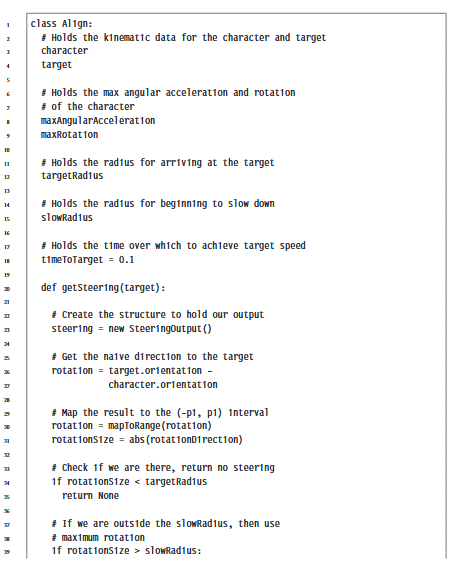 1 class Align:
2 # Holds the kinematic data for the character and target
3 character
4 target
5
6 # Holds the max angular acceleration and rotation
7 # of the character
8 maxAngularAcceleration
9 maxRotation
10
11 # Holds the radius for arriving at the target
12 targetRadius
13
14 # Holds the radius for beginning to slow down
15 slowRadius
16
17 # Holds the time over which to achieve target speed
18 timeToTarget = 0.1
19
20 def getSteering(target):
21
22 # Create the structure to hold our output
23 steering = new SteeringOutput()
24
25 # Get the naive direction to the target
26 rotation = target.orientation -
27 character.orientation
28
29 # Map the result to the (-pi, pi) interval
30 rotation = mapToRange(rotation)
31 rotationSize = abs(rotationDirection)
32
33 # Check if we are there, return no steering
34 if rotationSize < targetRadius
35 return None
36
37 # If we are outside the slowRadius, then use
38 # maximum rotation
39 if rotationSize > slowRadius: